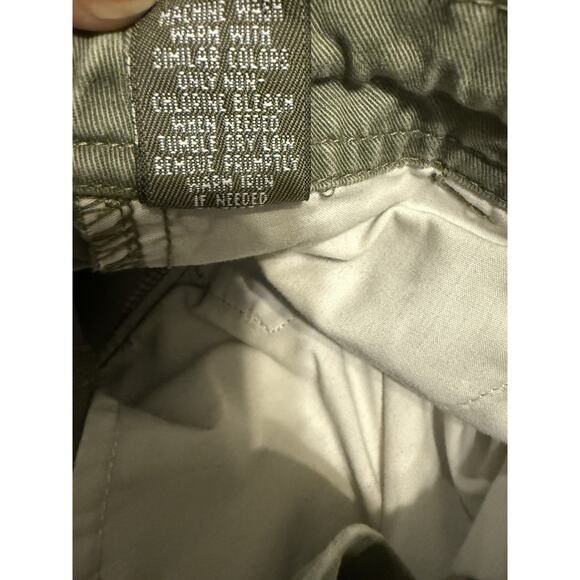 MACHINE WASH
WARM WITH
SIMILAR COLORS
ONLY NON-
CHLORINE BLEACH
WHEN NEEDED
TUMBLE DRY LOW
REMOVE PROMPTLY
WARM IRON
IF NEEDED